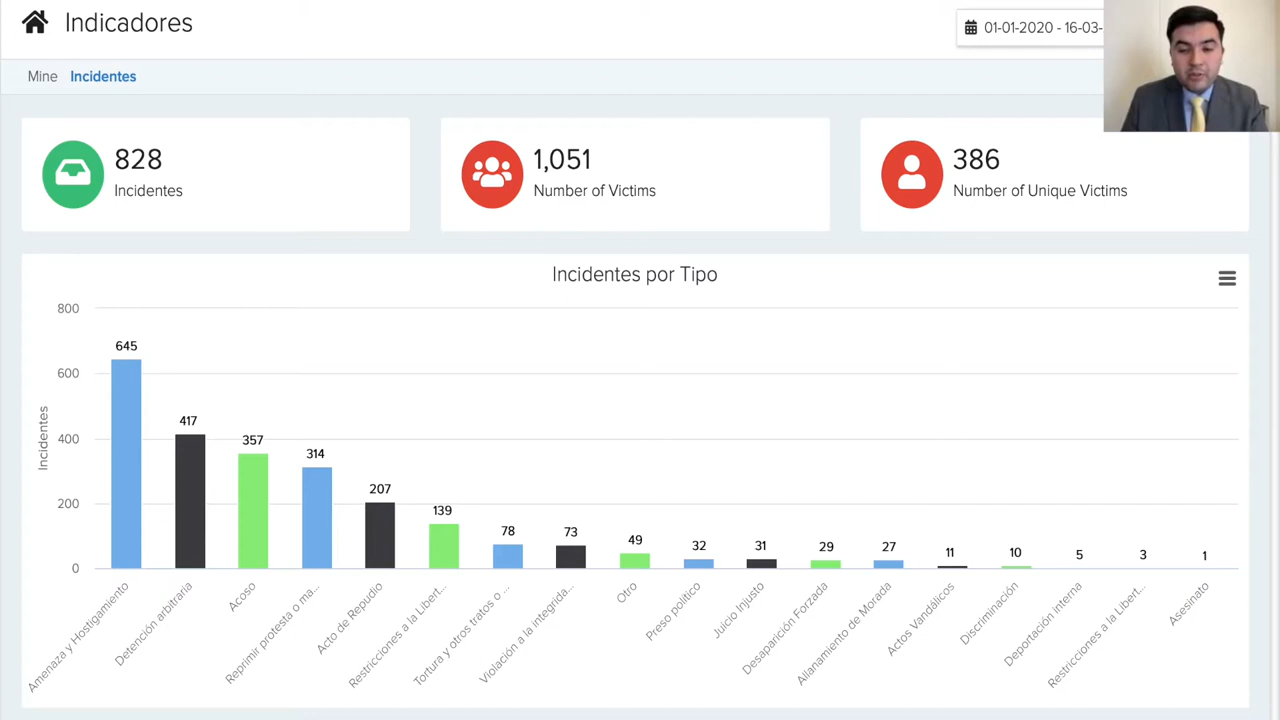 Indicadores
01-01-2020 - 16-03-
Mine Incidentes
828
Incidentes
1,051
Number of Victims
386
Number of Unique Victims
Incidentes por Tipo
Incidentes
800
600
400
200
0
645
417
357
314
207
139
78
73
49
32
31
29
27
11
10
5
3
1
Amenaza y Hostigamiento
Detención arbitraria
Acoso
Reprimir protesta o ma...
Acto de Repudio
Restricciones a la Libert...
Tortura y otros tratos o ...
Violación a la integrida...
Otro
Preso político
Juicio Injusto
Desaparición Forzada
Allanamiento de Morada
Actos Vandálicos
Discriminación
Deportación interna
Restricciones a la Libert...
Asesinato